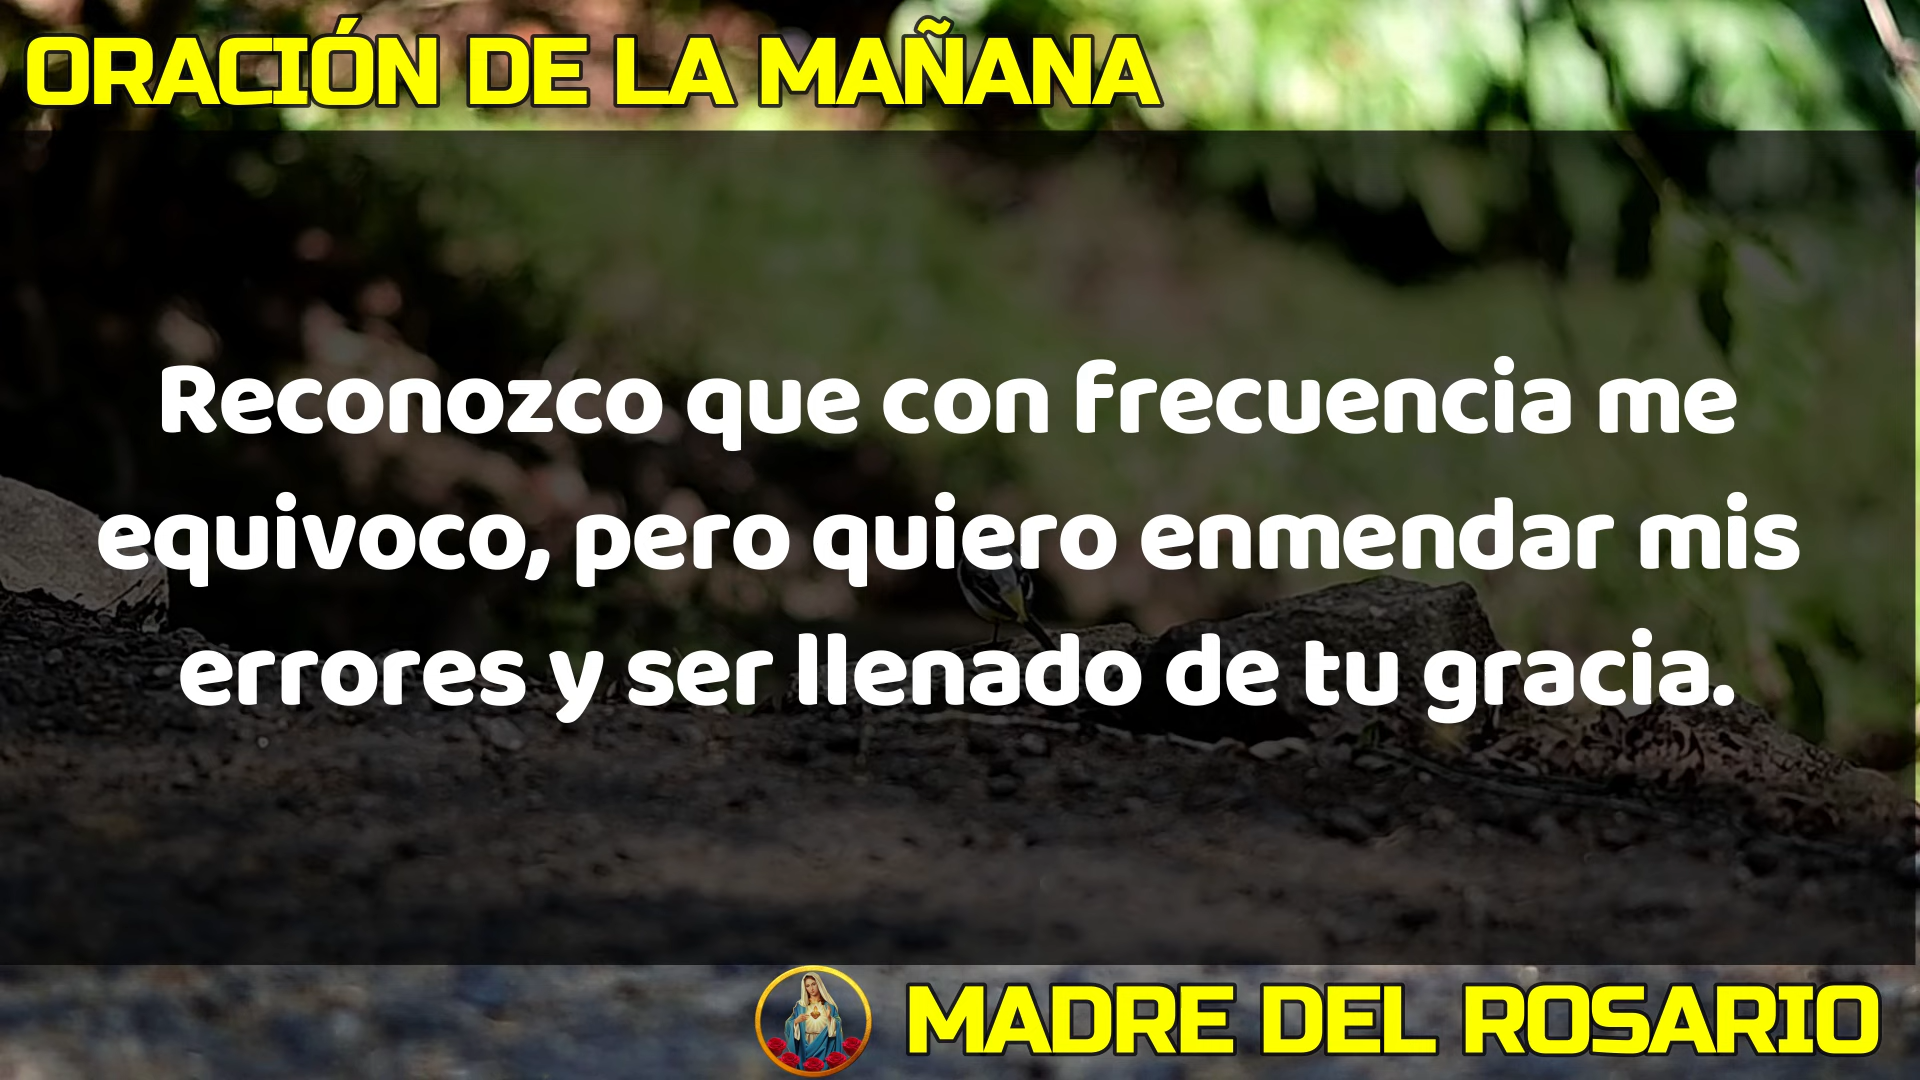 ORACIÓN DE LA MAÑANA
Reconozco que con frecuencia me
equivoco, pero quiero enmendar mis
errores y ser llenado de tu gracia.
MADRE DEL ROSARIO